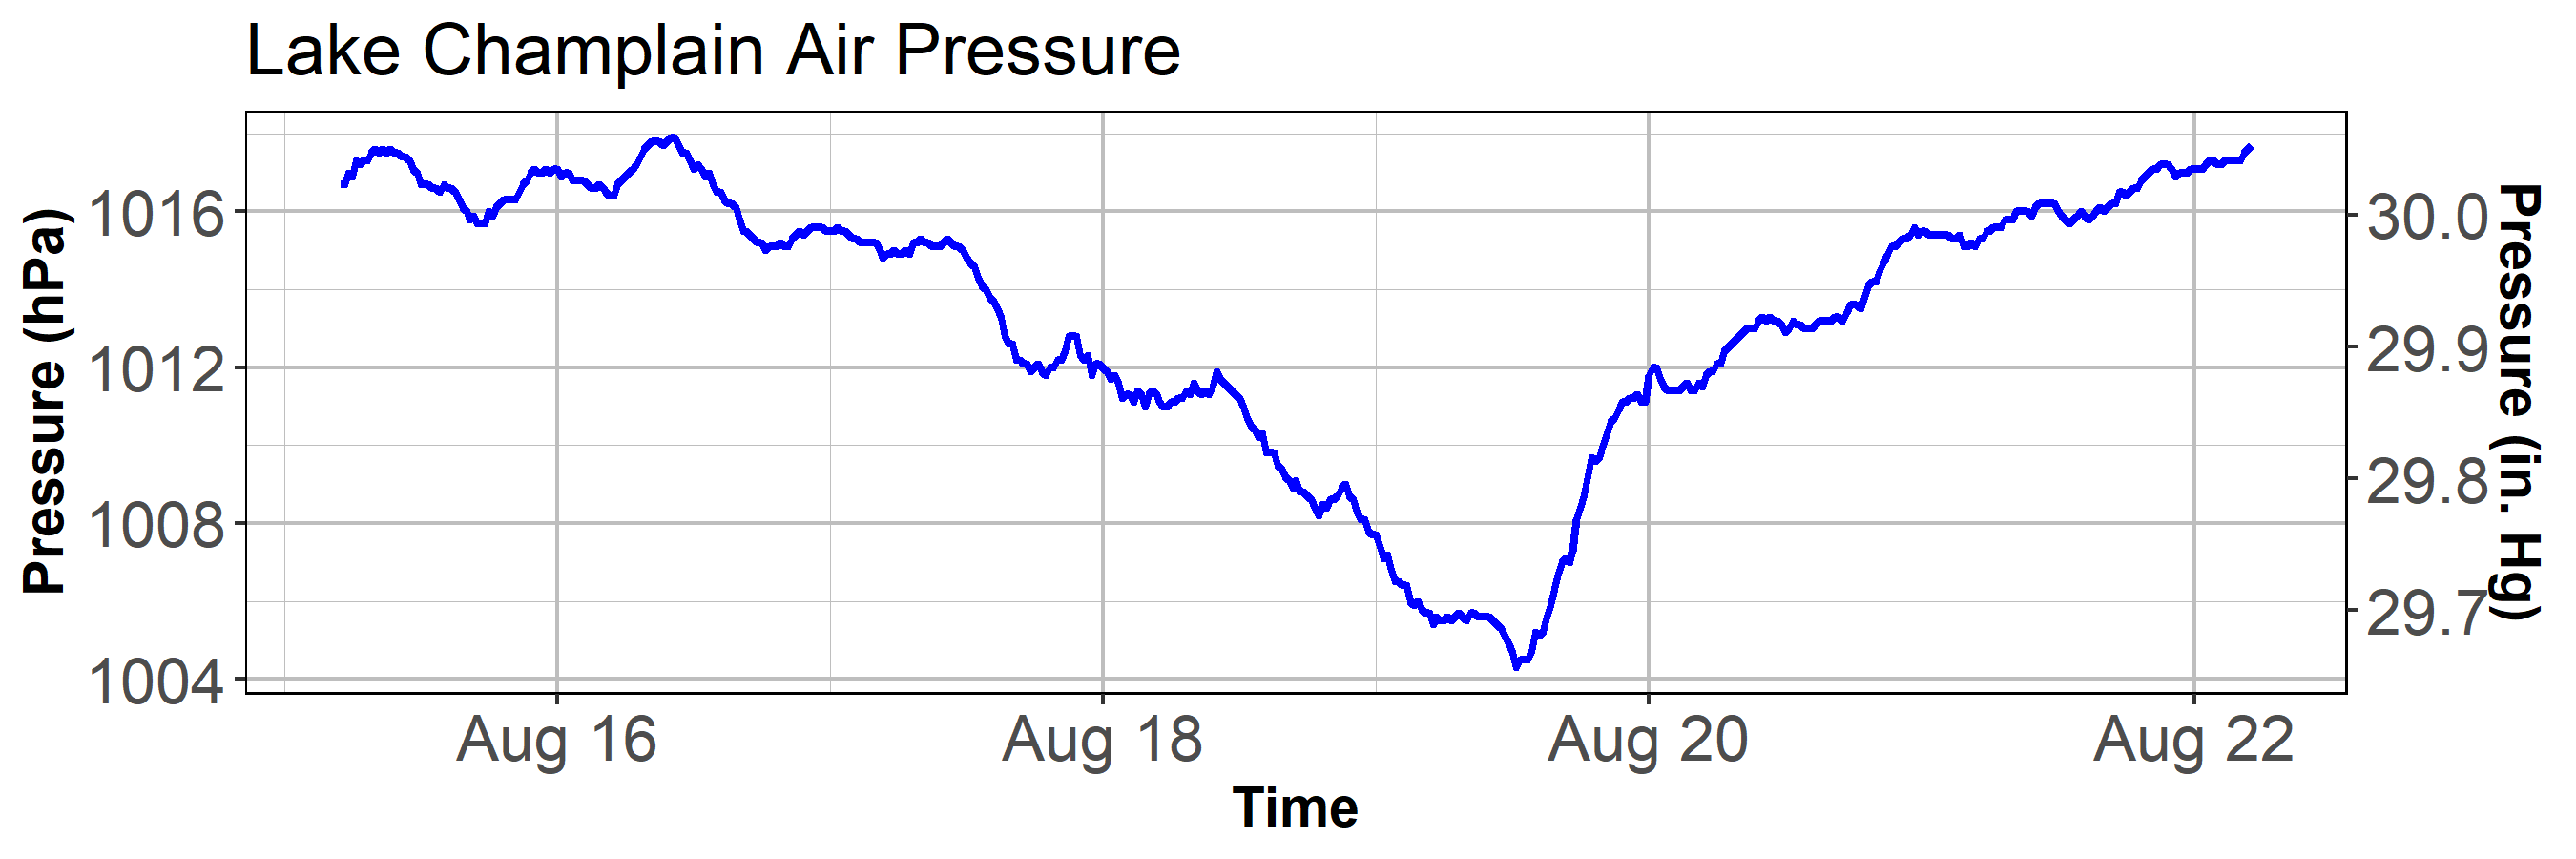 Lake Champlain Air Pressure
Pressure (hPa)
1016
1012
1008
1004
30.0
29.9
29.8
29.7
Pressure (in. Hg)
Aug 16
Aug 18
Aug 20
Aug 22
Time